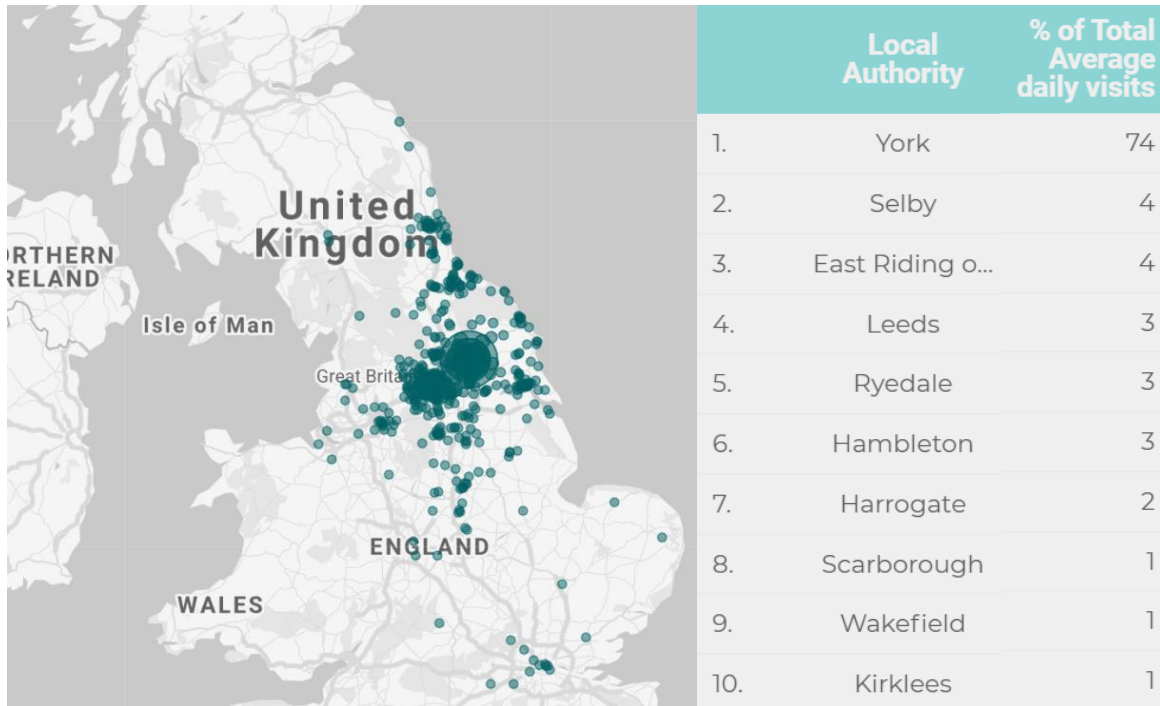 United
Kingdom
RTHERN
RELAND
Isle of Man
Great Brita
ENGLAND
WALES
Local
Authority
% of Total
Average
daily visits
1. York 74
2. Selby 4
3. East Riding o... 4
4. Leeds 3
5. Ryedale 3
6. Hambleton 3
7. Harrogate 2
8. Scarborough 1
9. Wakefield 1
10. Kirklees 1